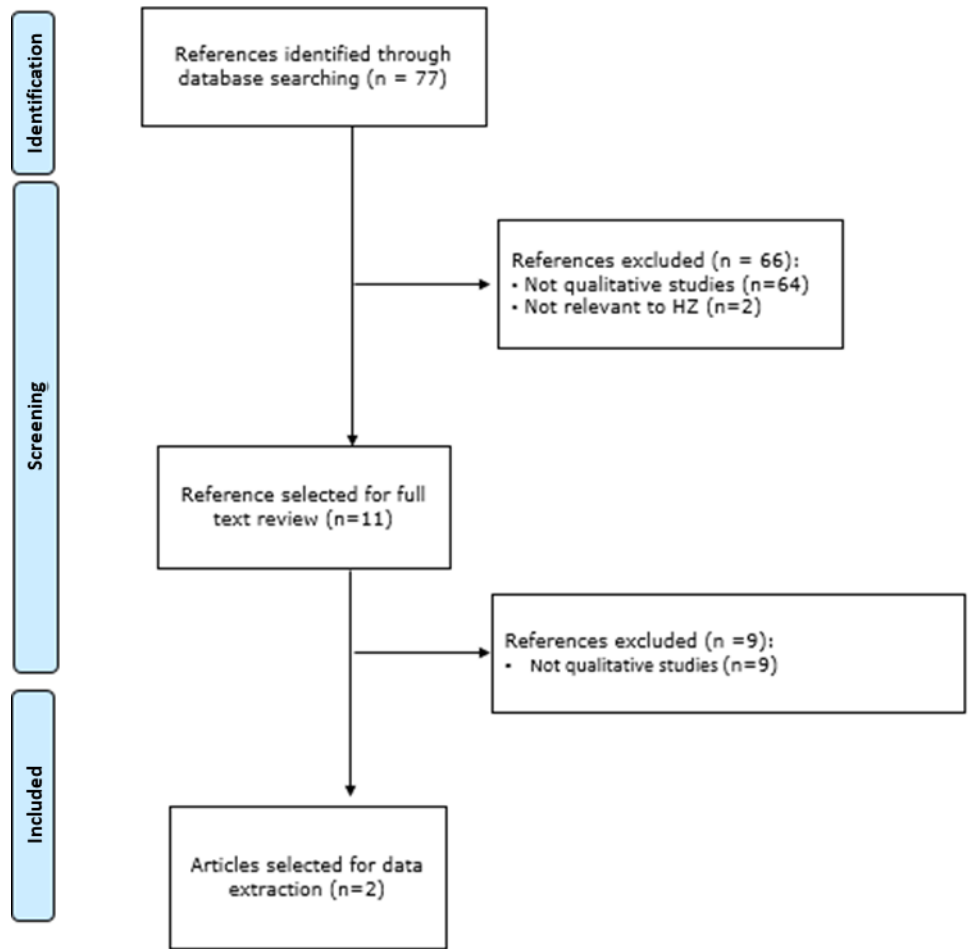 Identification
References identified through
database searching (n = 77)
Screening
References excluded (n = 66):
• Not qualitative studies (n=64)
• Not relevant to HZ (n=2)
Reference selected for full
text review (n=11)
References excluded (n =9):
• Not qualitative studies (n=9)
Included
Articles selected for data
extraction (n=2)